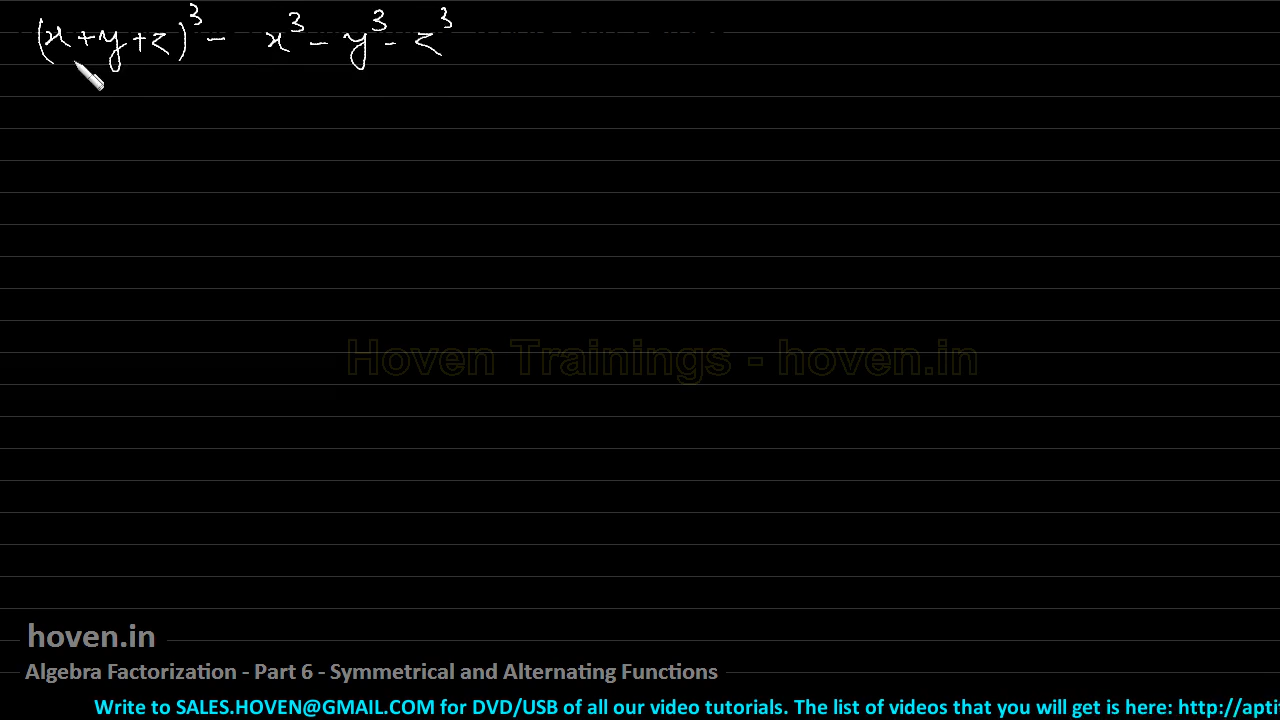 (x+y+z)³ - x³ - y³ - z³
Hoven Trainings - hoven.in
hoven.in
Algebra Factorization - Part 6 - Symmetrical and Alternating Functions
Write to SALES.HOVEN@GMAIL.COM for DVD/USB of all our video tutorials. The list of videos that you will get is here: http://apti